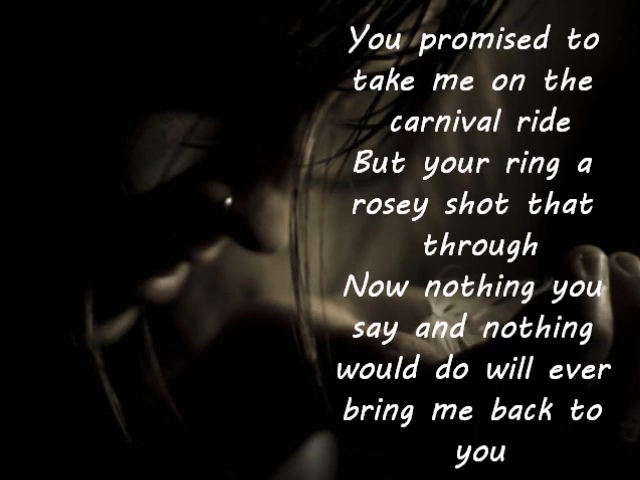 You promised to
take me on the
carnival ride
But your ring a
rosey shot that
through
Now nothing you
say and nothing
would do will ever
bring me back to
you